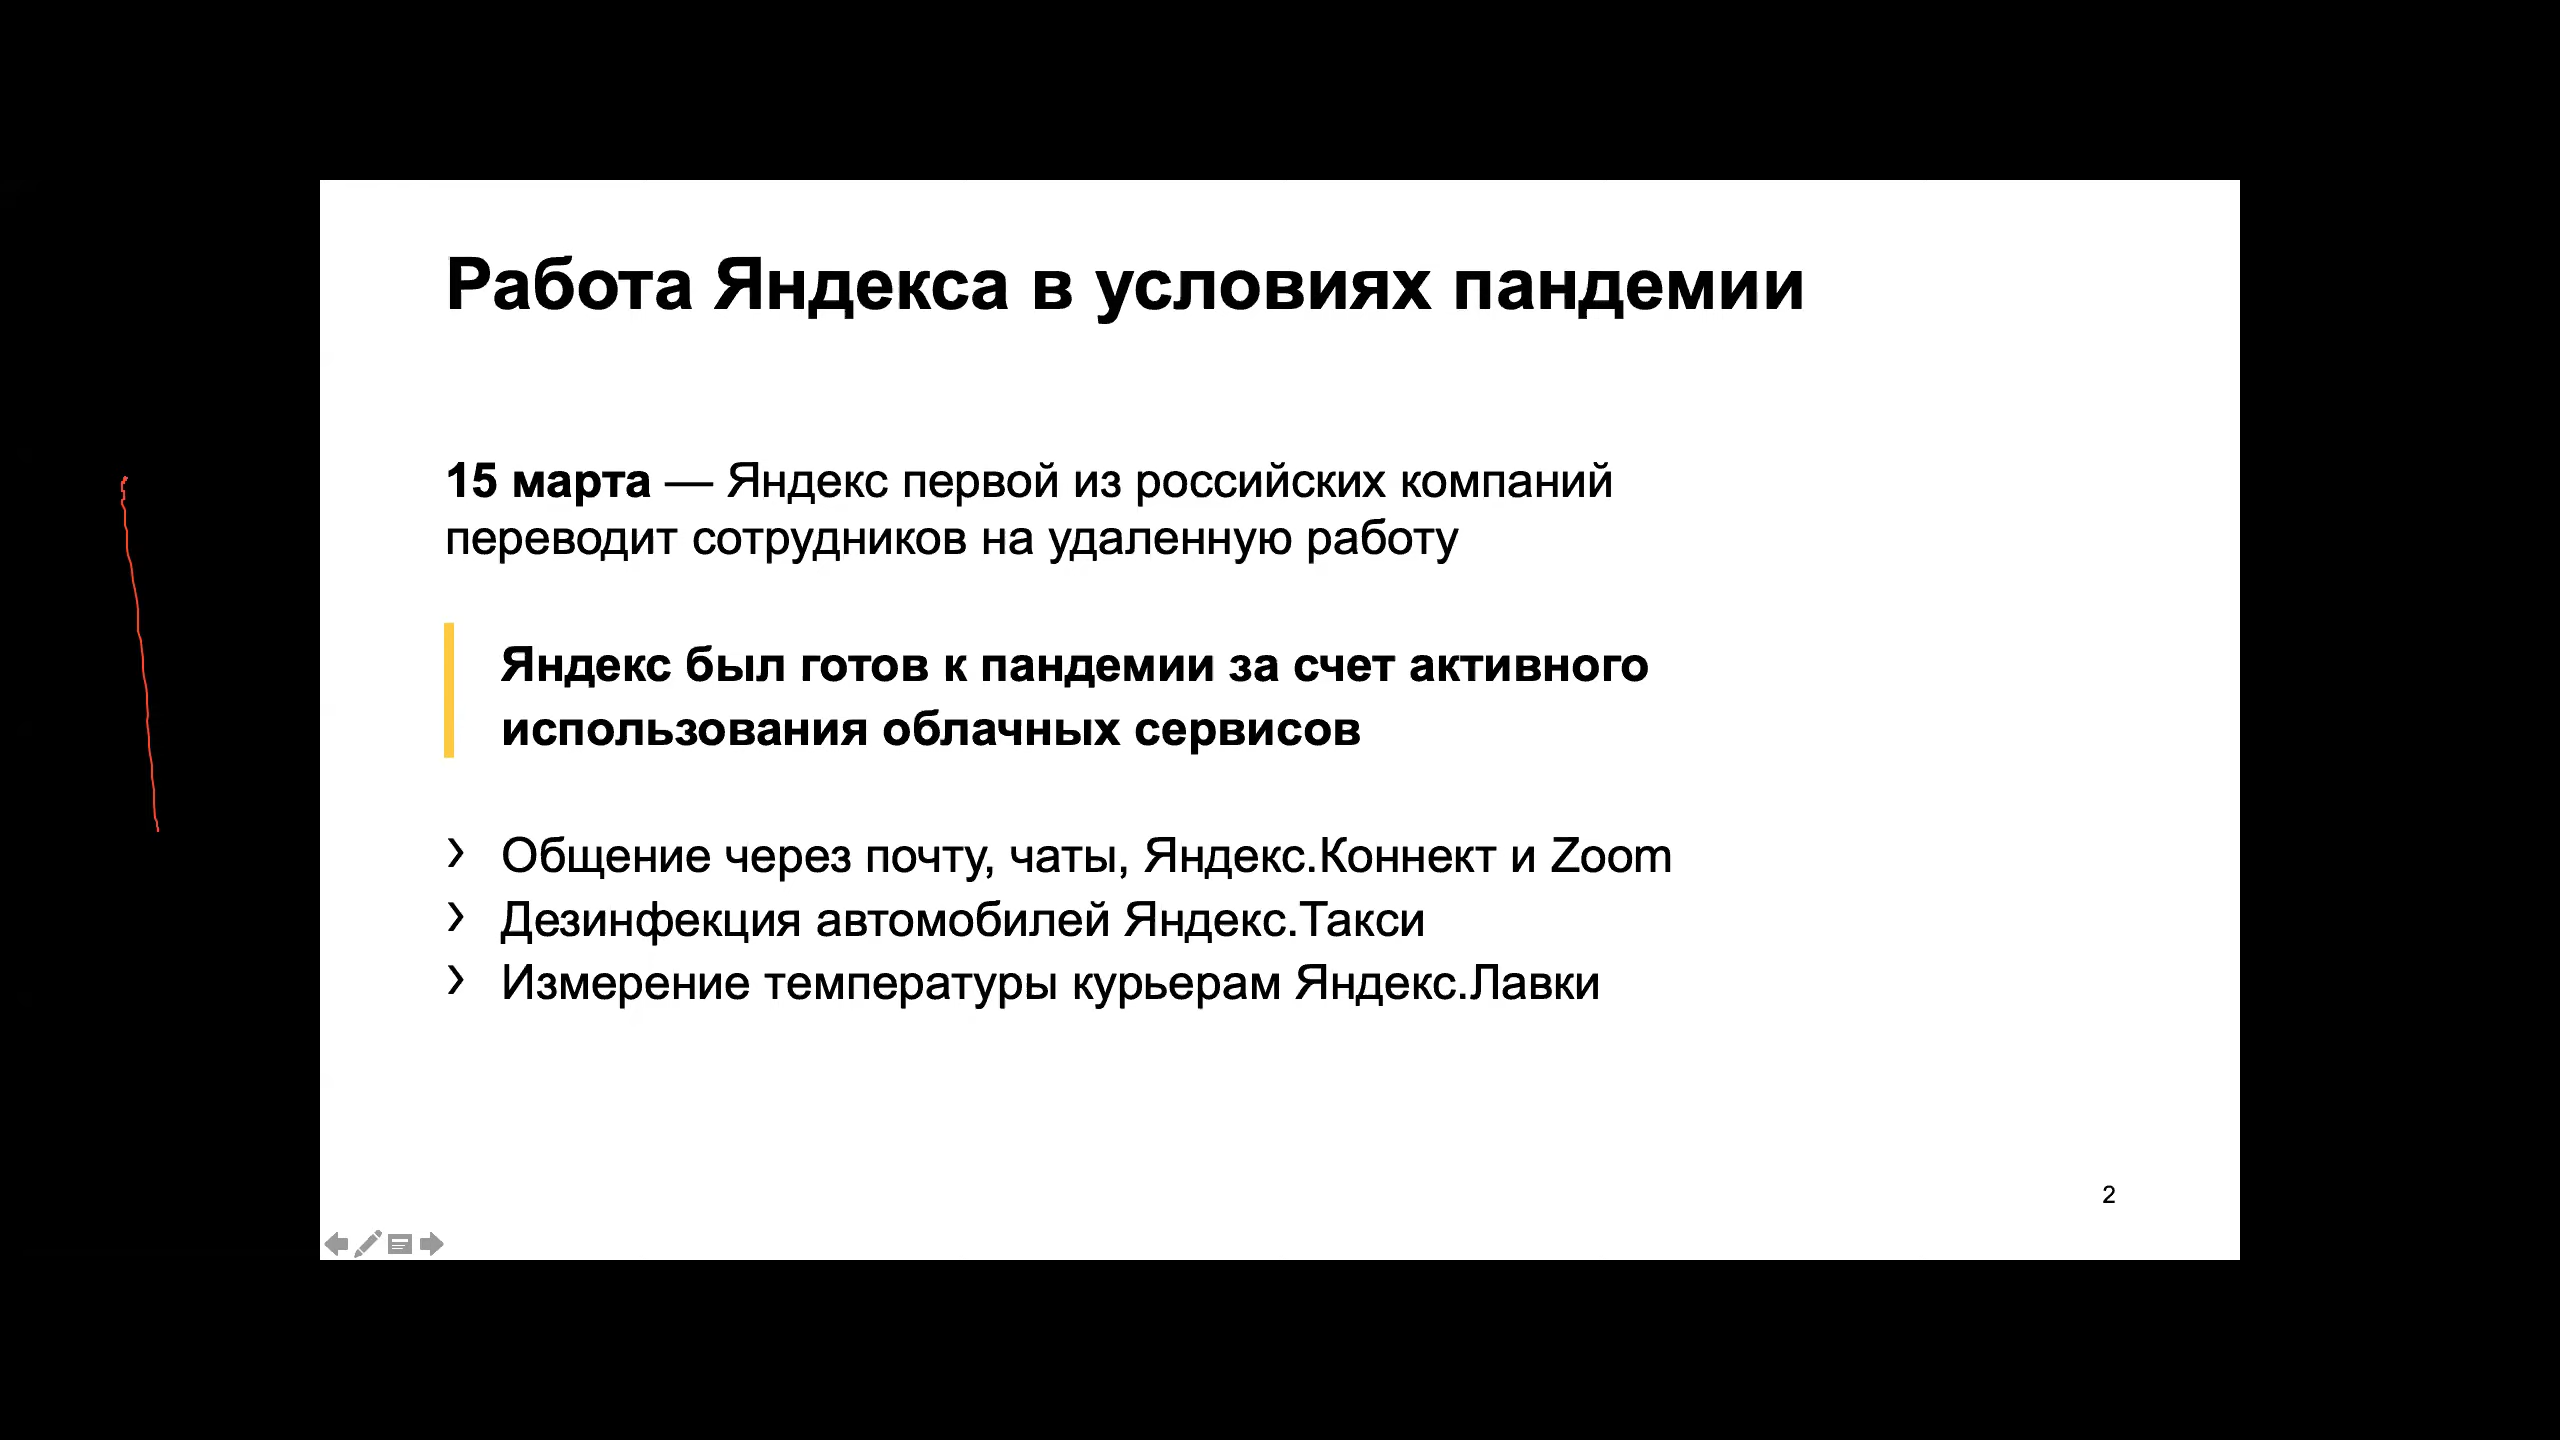 Работа Яндекса в условиях пандемии
15 марта — Яндекс первой из российских компаний
переводит сотрудников на удаленную работу
Яндекс был готов к пандемии за счет активного
использования облачных сервисов
› Общение через почту, чаты, Яндекс.Коннект и Zoom
› Дезинфекция автомобилей Яндекс.Такси
› Измерение температуры курьерам Яндекс.Лавки
2